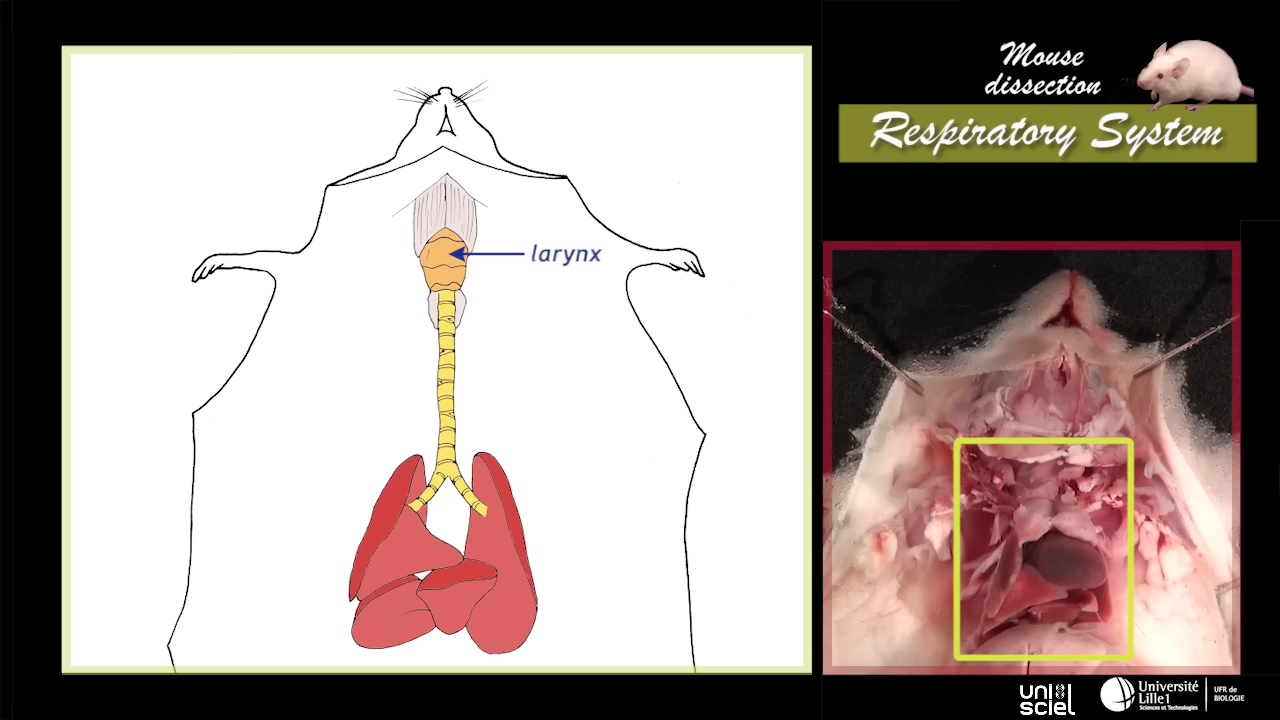 Mouse
dissection
Respiratory System
larynx
uni
sciel
Université
Lille1
Sciences et Technologies
UFR de
BIOLOGIE